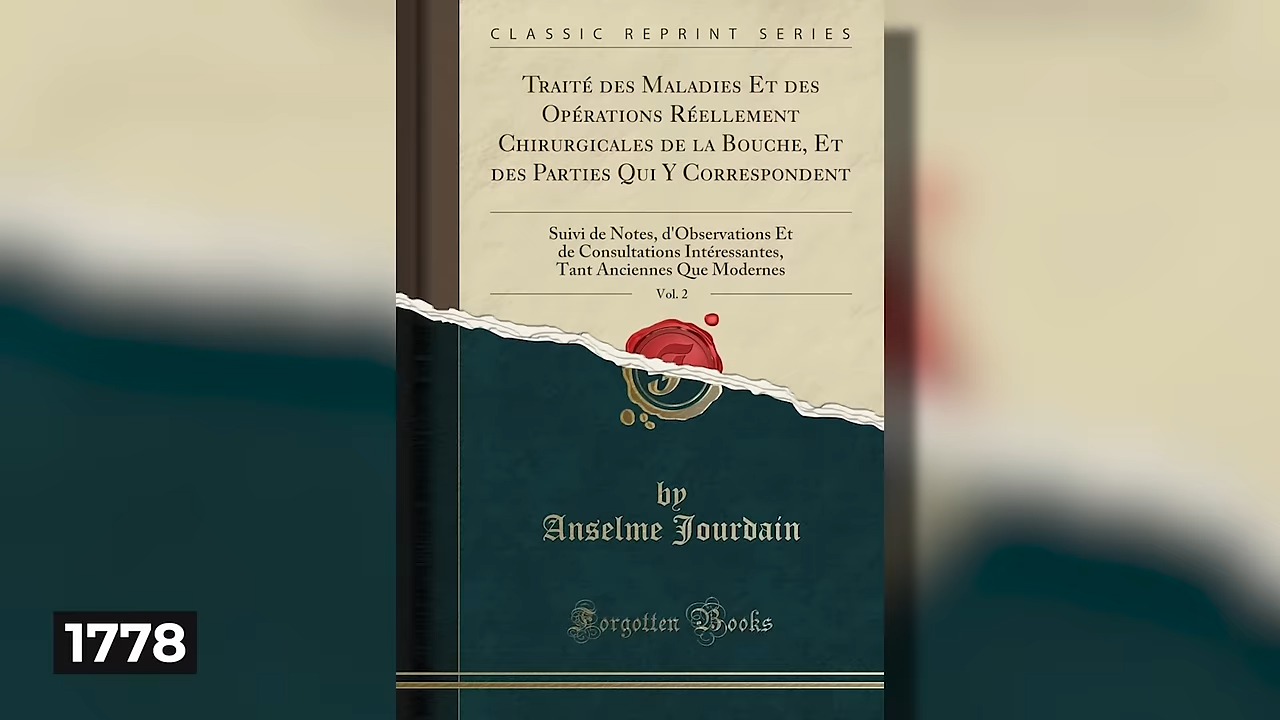 CLASSIC REPRINT SERIES
Traité des Maladies Et des
Opérations Réellement
Chirurgicales de la Bouche, Et
des Parties Qui Y Correspondent
Suivi de Notes, d'Observations Et
de Consultations Intéressantes,
Tant Anciennes Que Modernes
Vol. 2
by
Anselme Jourdain
Forgotten Books
1778